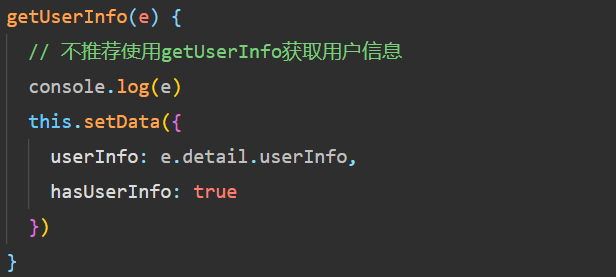 getUserInfo(e) {
// 不推荐使用getUserInfo获取用户信息
console.log(e)
this.setData({
userInfo: e.detail.userInfo,
hasUserInfo: true
})
}